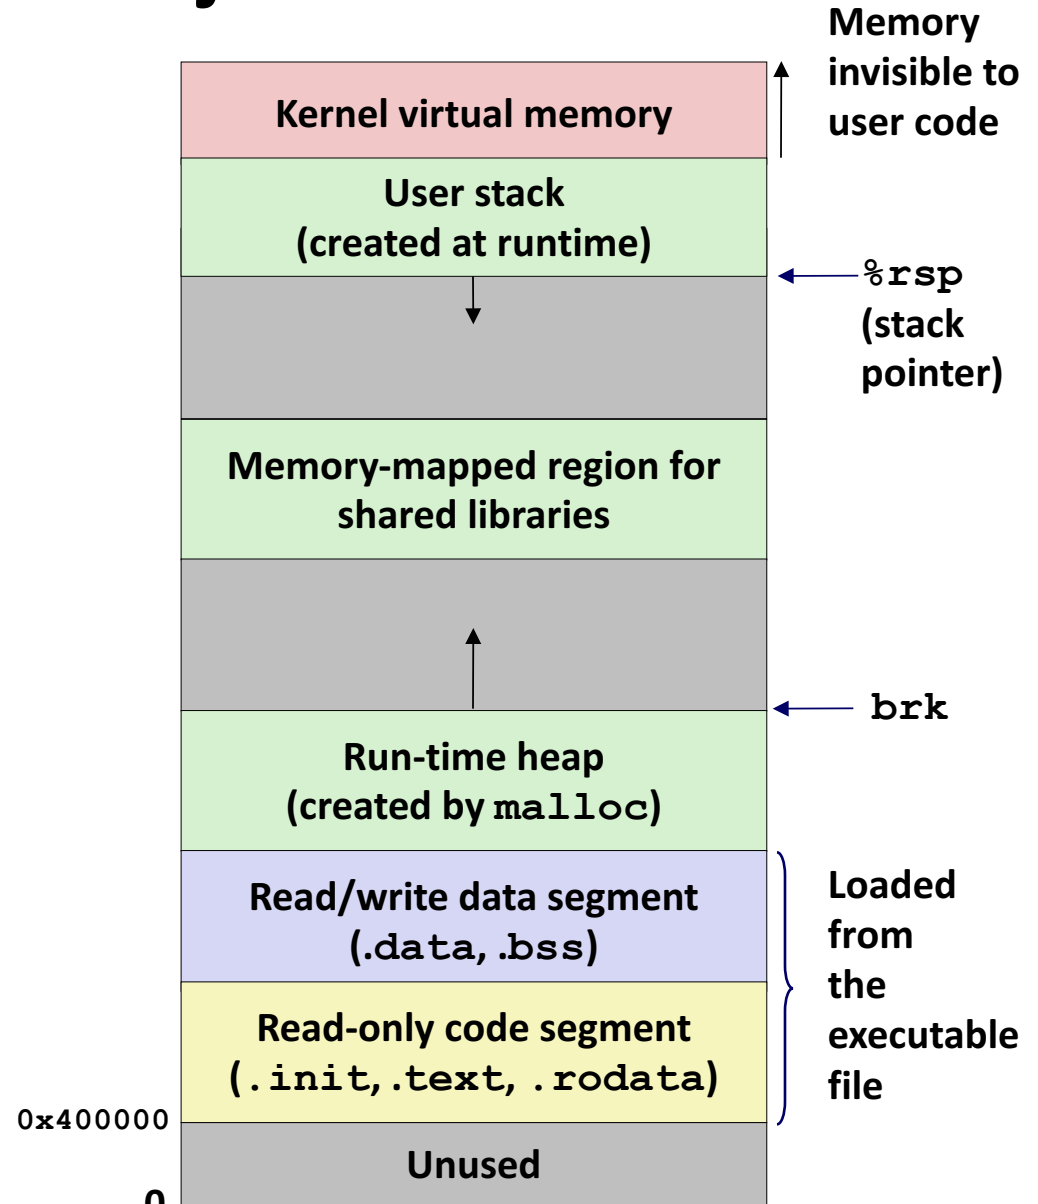 Memory
invisible to
user code
Kernel virtual memory
User stack
(created at runtime)
%rsp
(stack
pointer)
Memory-mapped region for
shared libraries
brk
Run-time heap
(created by malloc)
Read/write data segment
(.data, .bss)
Loaded
from
the
executable
file
Read-only code segment
(.init, .text, .rodata)
0x400000
Unused
0